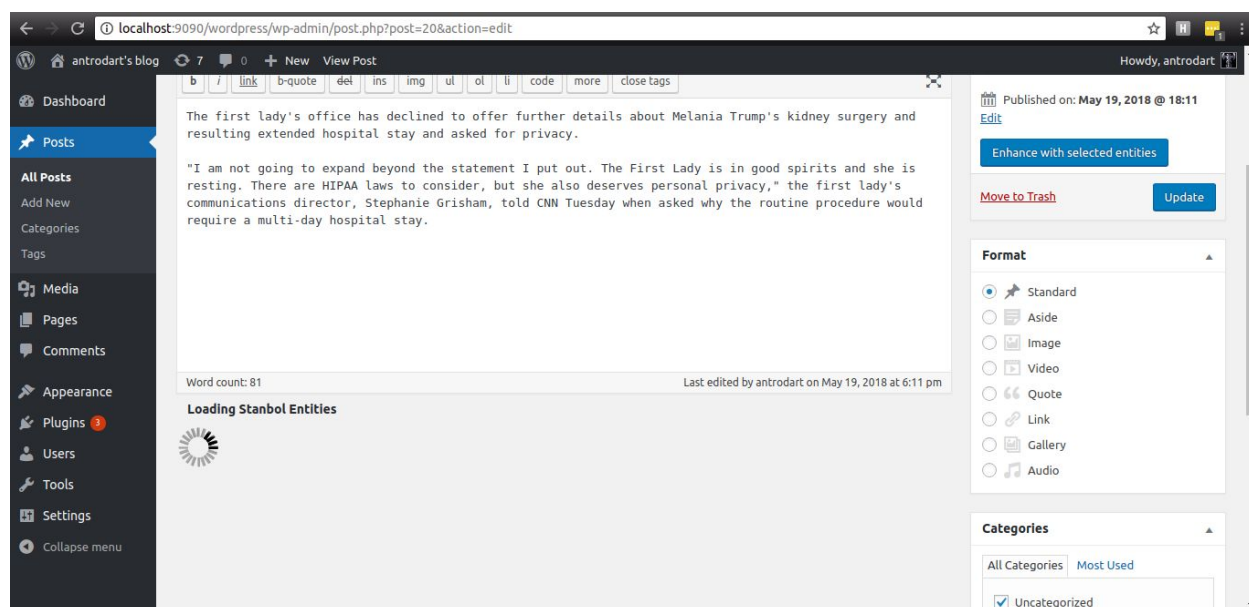 localhost:9090/wordpress/wp-admin/post.php?post=20&action=edit
H
1
antrodart's blog
7
0
New
View Post
Howdy, antrodart
Dashboard
Posts
All Posts
Add New
Categories
Tags
Media
Pages
Comments
Appearance
Plugins 3
Users
Tools
Settings
Collapse menu
b i link b-quote del ins img ul ol li code more close tags
The first lady's office has declined to offer further details about Melania Trump's kidney surgery and
resulting extended hospital stay and asked for privacy.
"I am not going to expand beyond the statement I put out. The First Lady is in good spirits and she is
resting. There are HIPAA laws to consider, but she also deserves personal privacy," the first lady's
communications director, Stephanie Grisham, told CNN Tuesday when asked why the routine procedure would
require a multi-day hospital stay.
Word count: 81
Last edited by antrodart on May 19, 2018 at 6:11 pm
Loading Stanbol Entities
Published on: May 19, 2018 @ 18:11
Edit
Enhance with selected entities
Move to Trash
Update
Format
Standard
Aside
Image
Video
Quote
Link
Gallery
Audio
Categories
All Categories
Most Used
Uncategorized